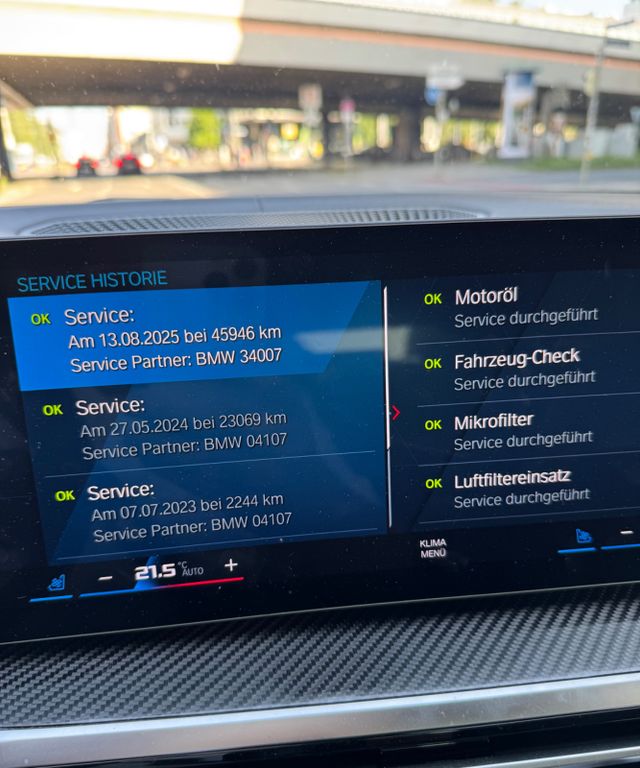 SERVICE HISTORIE
OK Service:
Am 13.08.2025 bei 45946 km
Service Partner: BMW 34007
OK Service:
Am 27.05.2024 bei 23069 km
Service Partner: BMW 04107
OK Service:
Am 07.07.2023 bei 2244 km
Service Partner: BMW 04107
OK Motoröl
Service durchgeführt
OK Fahrzeug-Check
Service durchgeführt
OK Mikrofilter
Service durchgeführt
OK Luftfiltereinsatz
Service durchgeführt
− 21.5 °C AUTO +
KLIMA
MENÜ
−